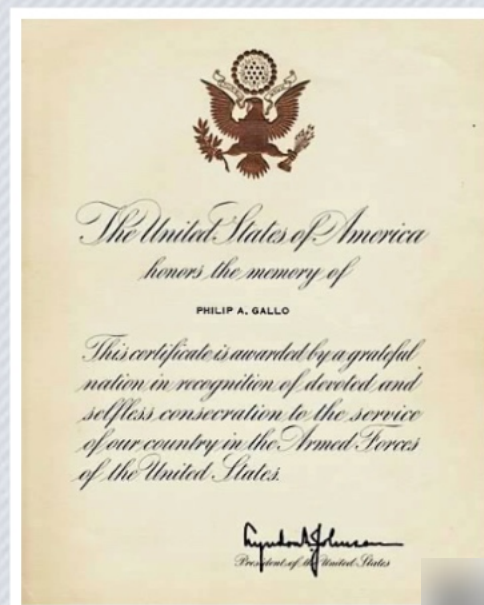 The United States of America
honors the memory of
PHILIP A. GALLO
This certificate is awarded by a grateful
nation in recognition of devoted and
selfless consecration to the service
of our country in the Armed Forces
of the United States.
Lyndon B Johnson
President of the United States